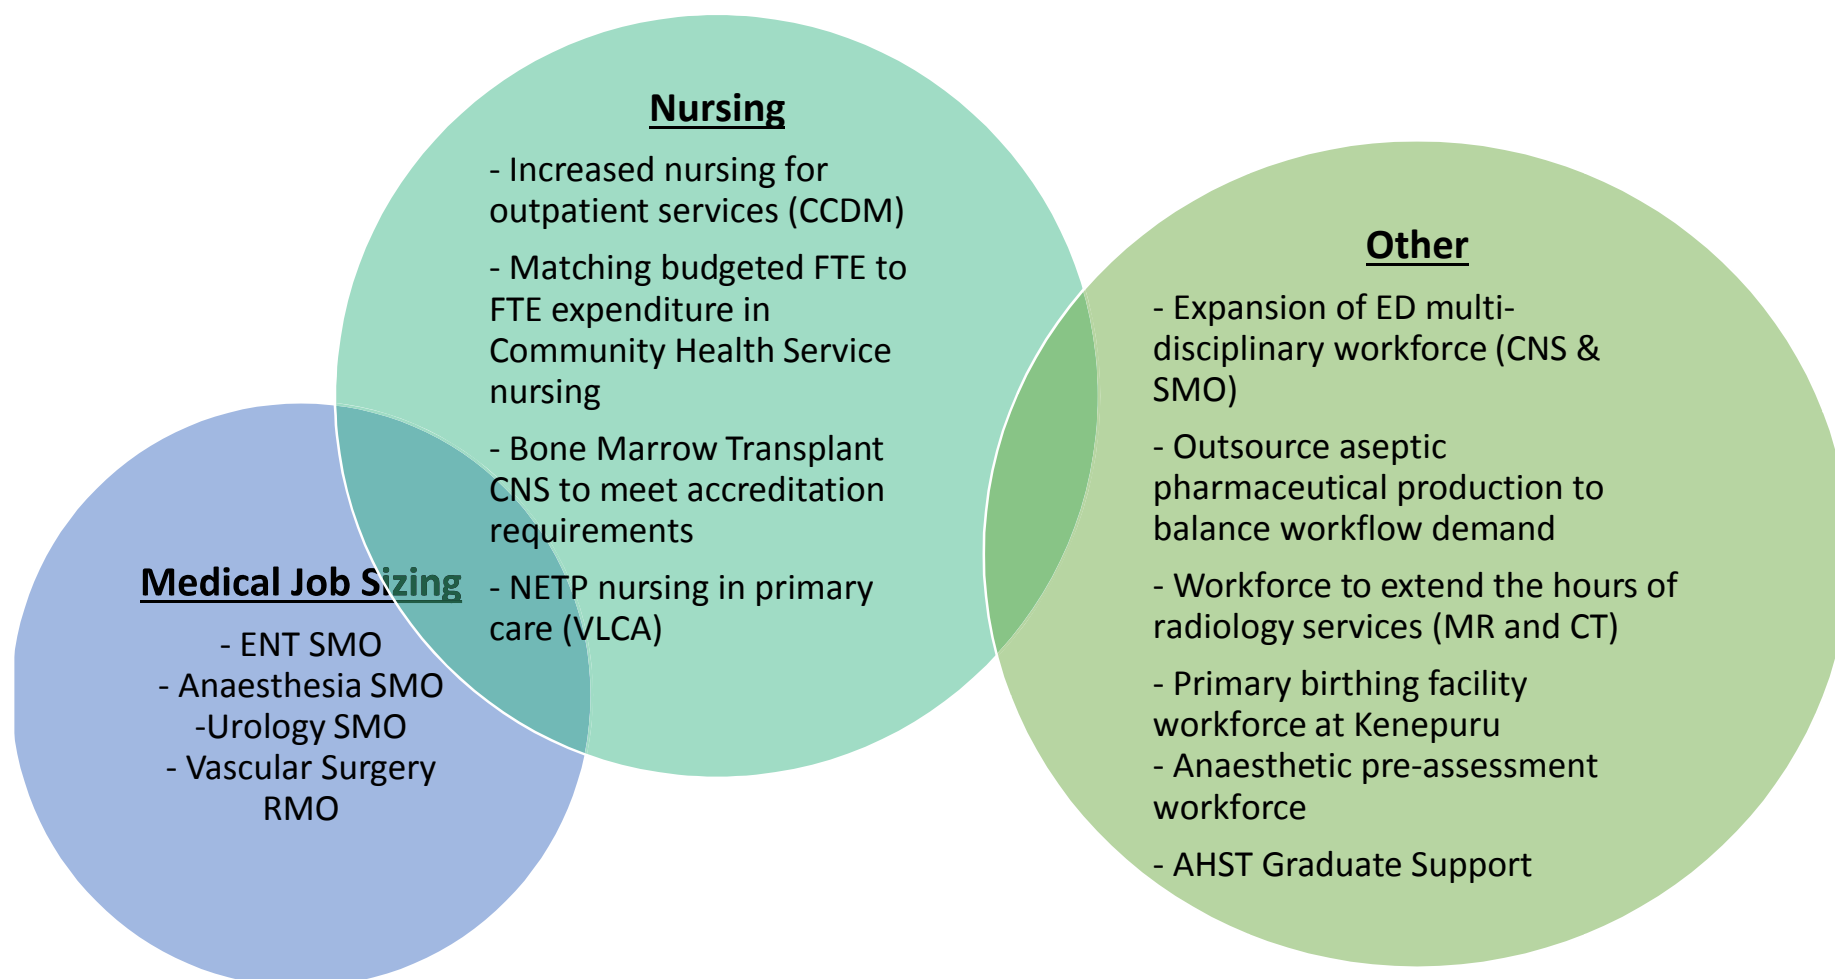 Nursing
- Increased nursing for
outpatient services (CCDM)
- Matching budgeted FTE to
FTE expenditure in
Community Health Service
nursing
- Bone Marrow Transplant
CNS to meet accreditation
requirements
- NETP nursing in primary
care (VLCA)
Medical Job Sizing
- ENT SMO
- Anaesthesia SMO
-Urology SMO
- Vascular Surgery
RMO
Other
- Expansion of ED multi-
disciplinary workforce (CNS &
SMO)
- Outsource aseptic
pharmaceutical production to
balance workflow demand
- Workforce to extend the hours of
radiology services (MR and CT)
- Primary birthing facility
workforce at Kenepuru
- Anaesthetic pre-assessment
workforce
- AHST Graduate Support